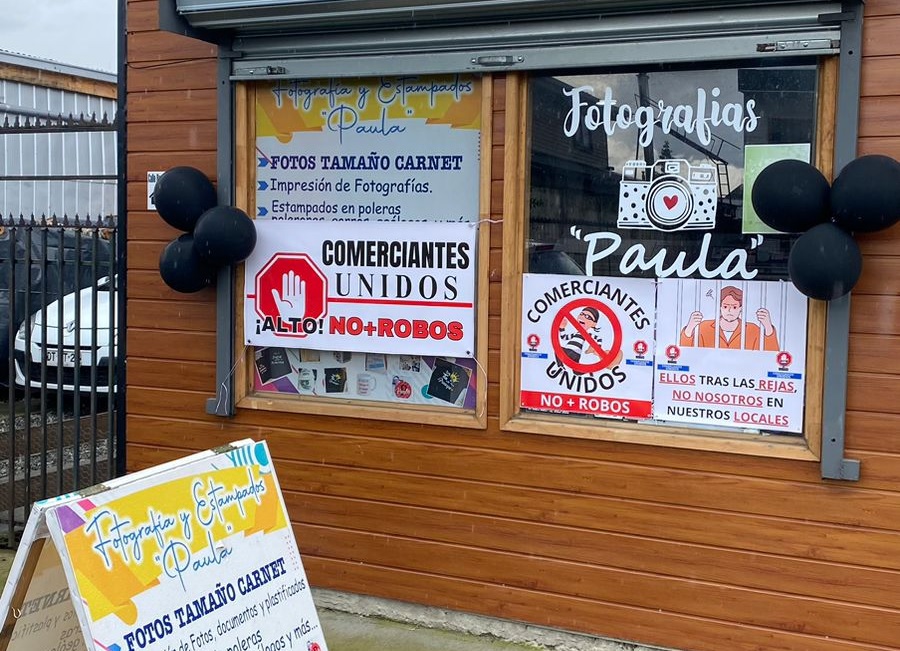 Fotografía y Estampados
"Paula"
FOTOS TAMAÑO CARNET
Impresión de Fotografías.
Estampados en poleras
COMERCIANTES
UNIDOS
¡ALTO! NO+ROBOS
Fotografias
"Paula"
COMERCIANTES
UNIDOS
NO + ROBOS
ELLOS TRAS LAS REJAS,
NO NOSOTROS EN
NUESTROS LOCALES
Fotografía y Estampados
"Paula"
FOTOS TAMAÑO CARNET
de Fotos, documentos y plastificados
poleras
y más...